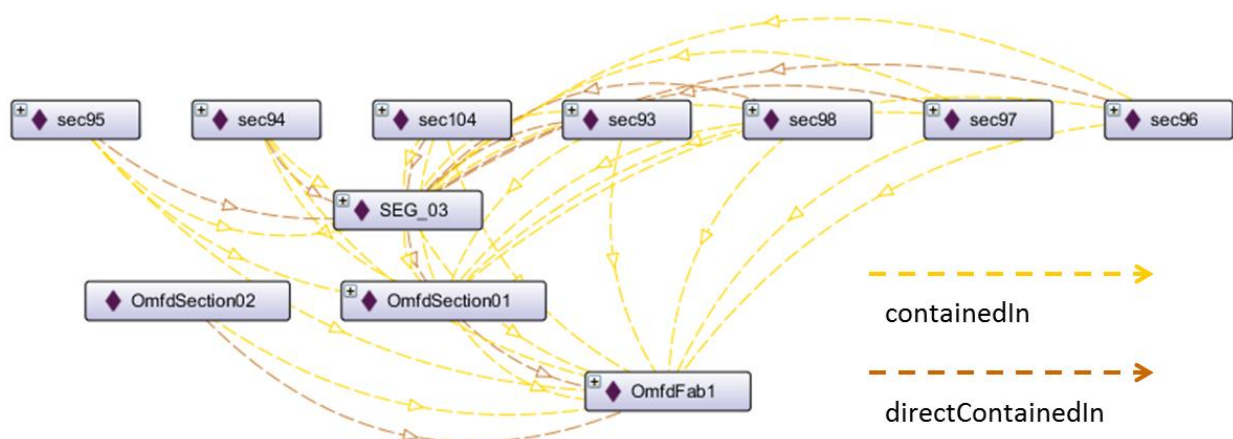 sec95
sec94
sec104
sec93
sec98
sec97
sec96
SEG_03
OmfdSection02
OmfdSection01
containedIn
OmfdFab1
directContainedIn